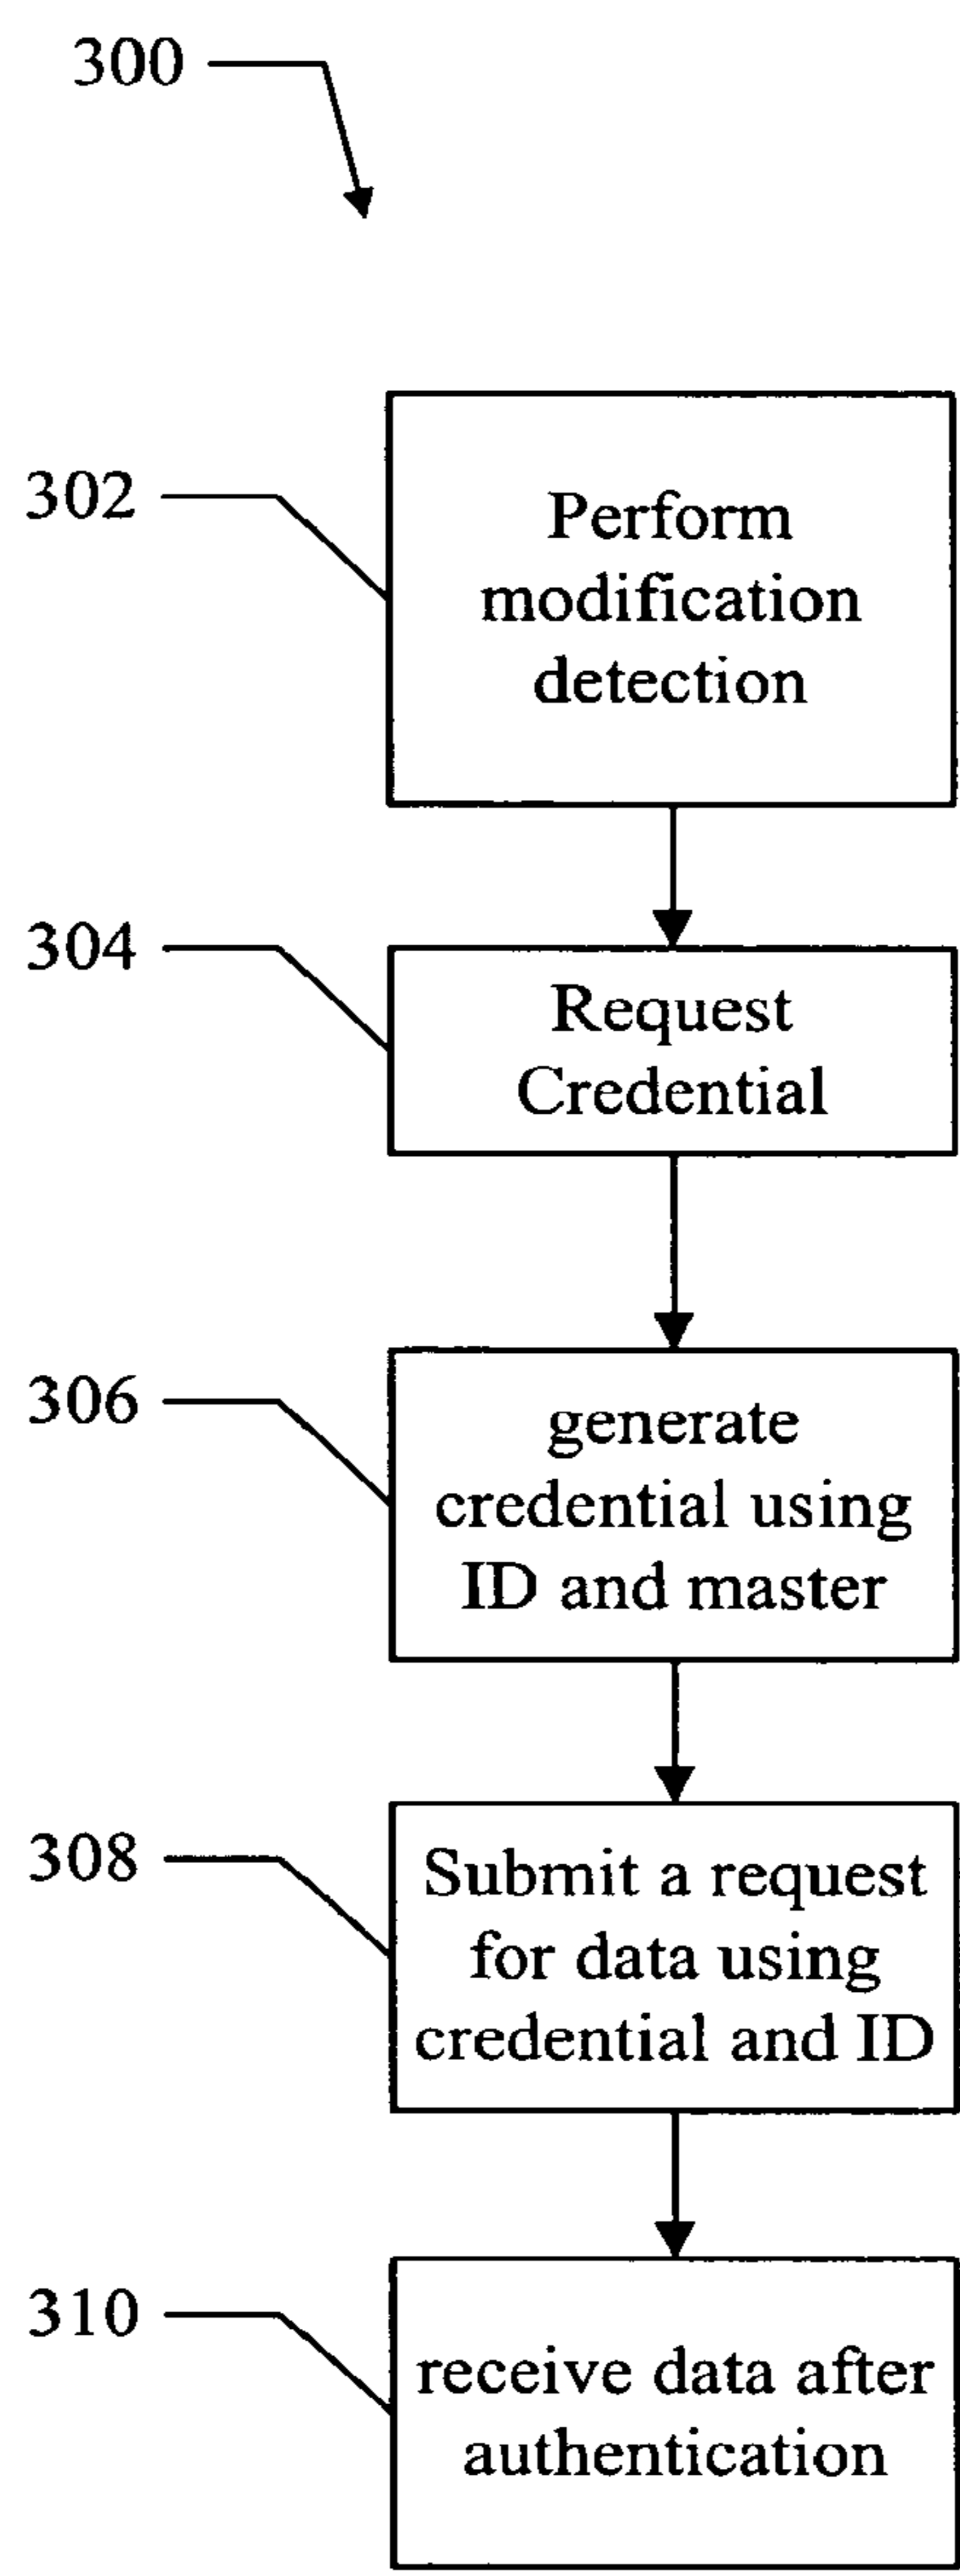 300
302
Perform
modification
detection
304
Request
Credential
306
generate
credential using
ID and master
308
Submit a request
for data using
credential and ID
310
receive data after
authentication